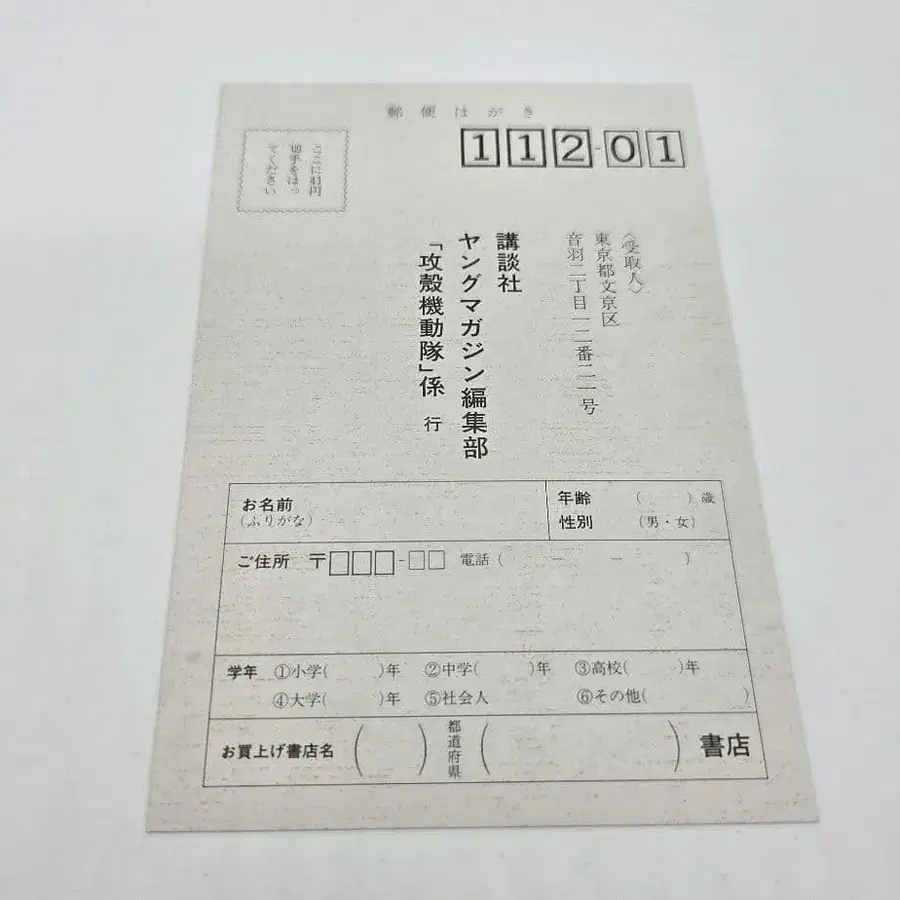 郵便はがき
112-01
ここに41円
切手をはっ
てください
〈受取人〉
東京都文京区
音羽二丁目一二番二一号
講談社
ヤングマガジン編集部
「攻殻機動隊」係 行
お名前
(ふりがな)
年齢 ( )歳
性別 (男・女)
ご住所 〒□□□-□□ 電話( － － )
学年 ①小学( )年 ②中学( )年 ③高校( )年
④大学( )年 ⑤社会人 ⑥その他( )
お買上げ書店名 ( ) 都道府県 ( ) 書店